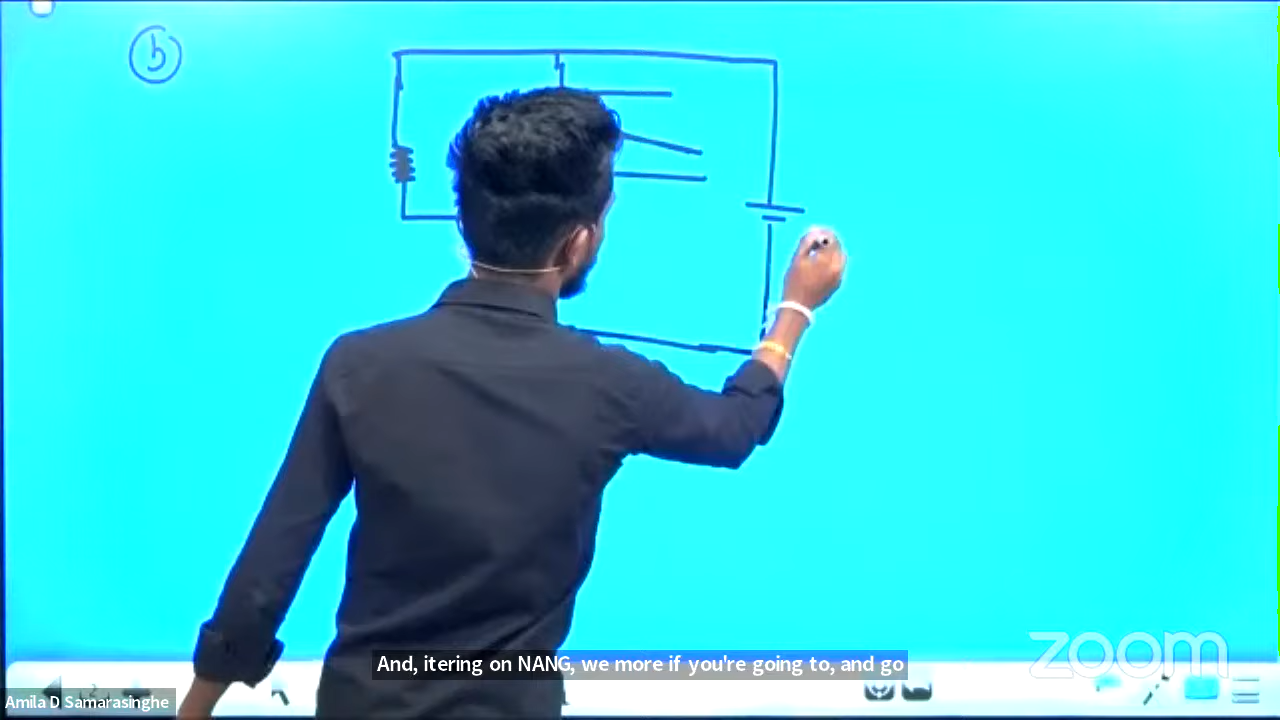 b
zoom
And, itering on NANG, we more if you're going to, and go
Amila D Samarasinghe